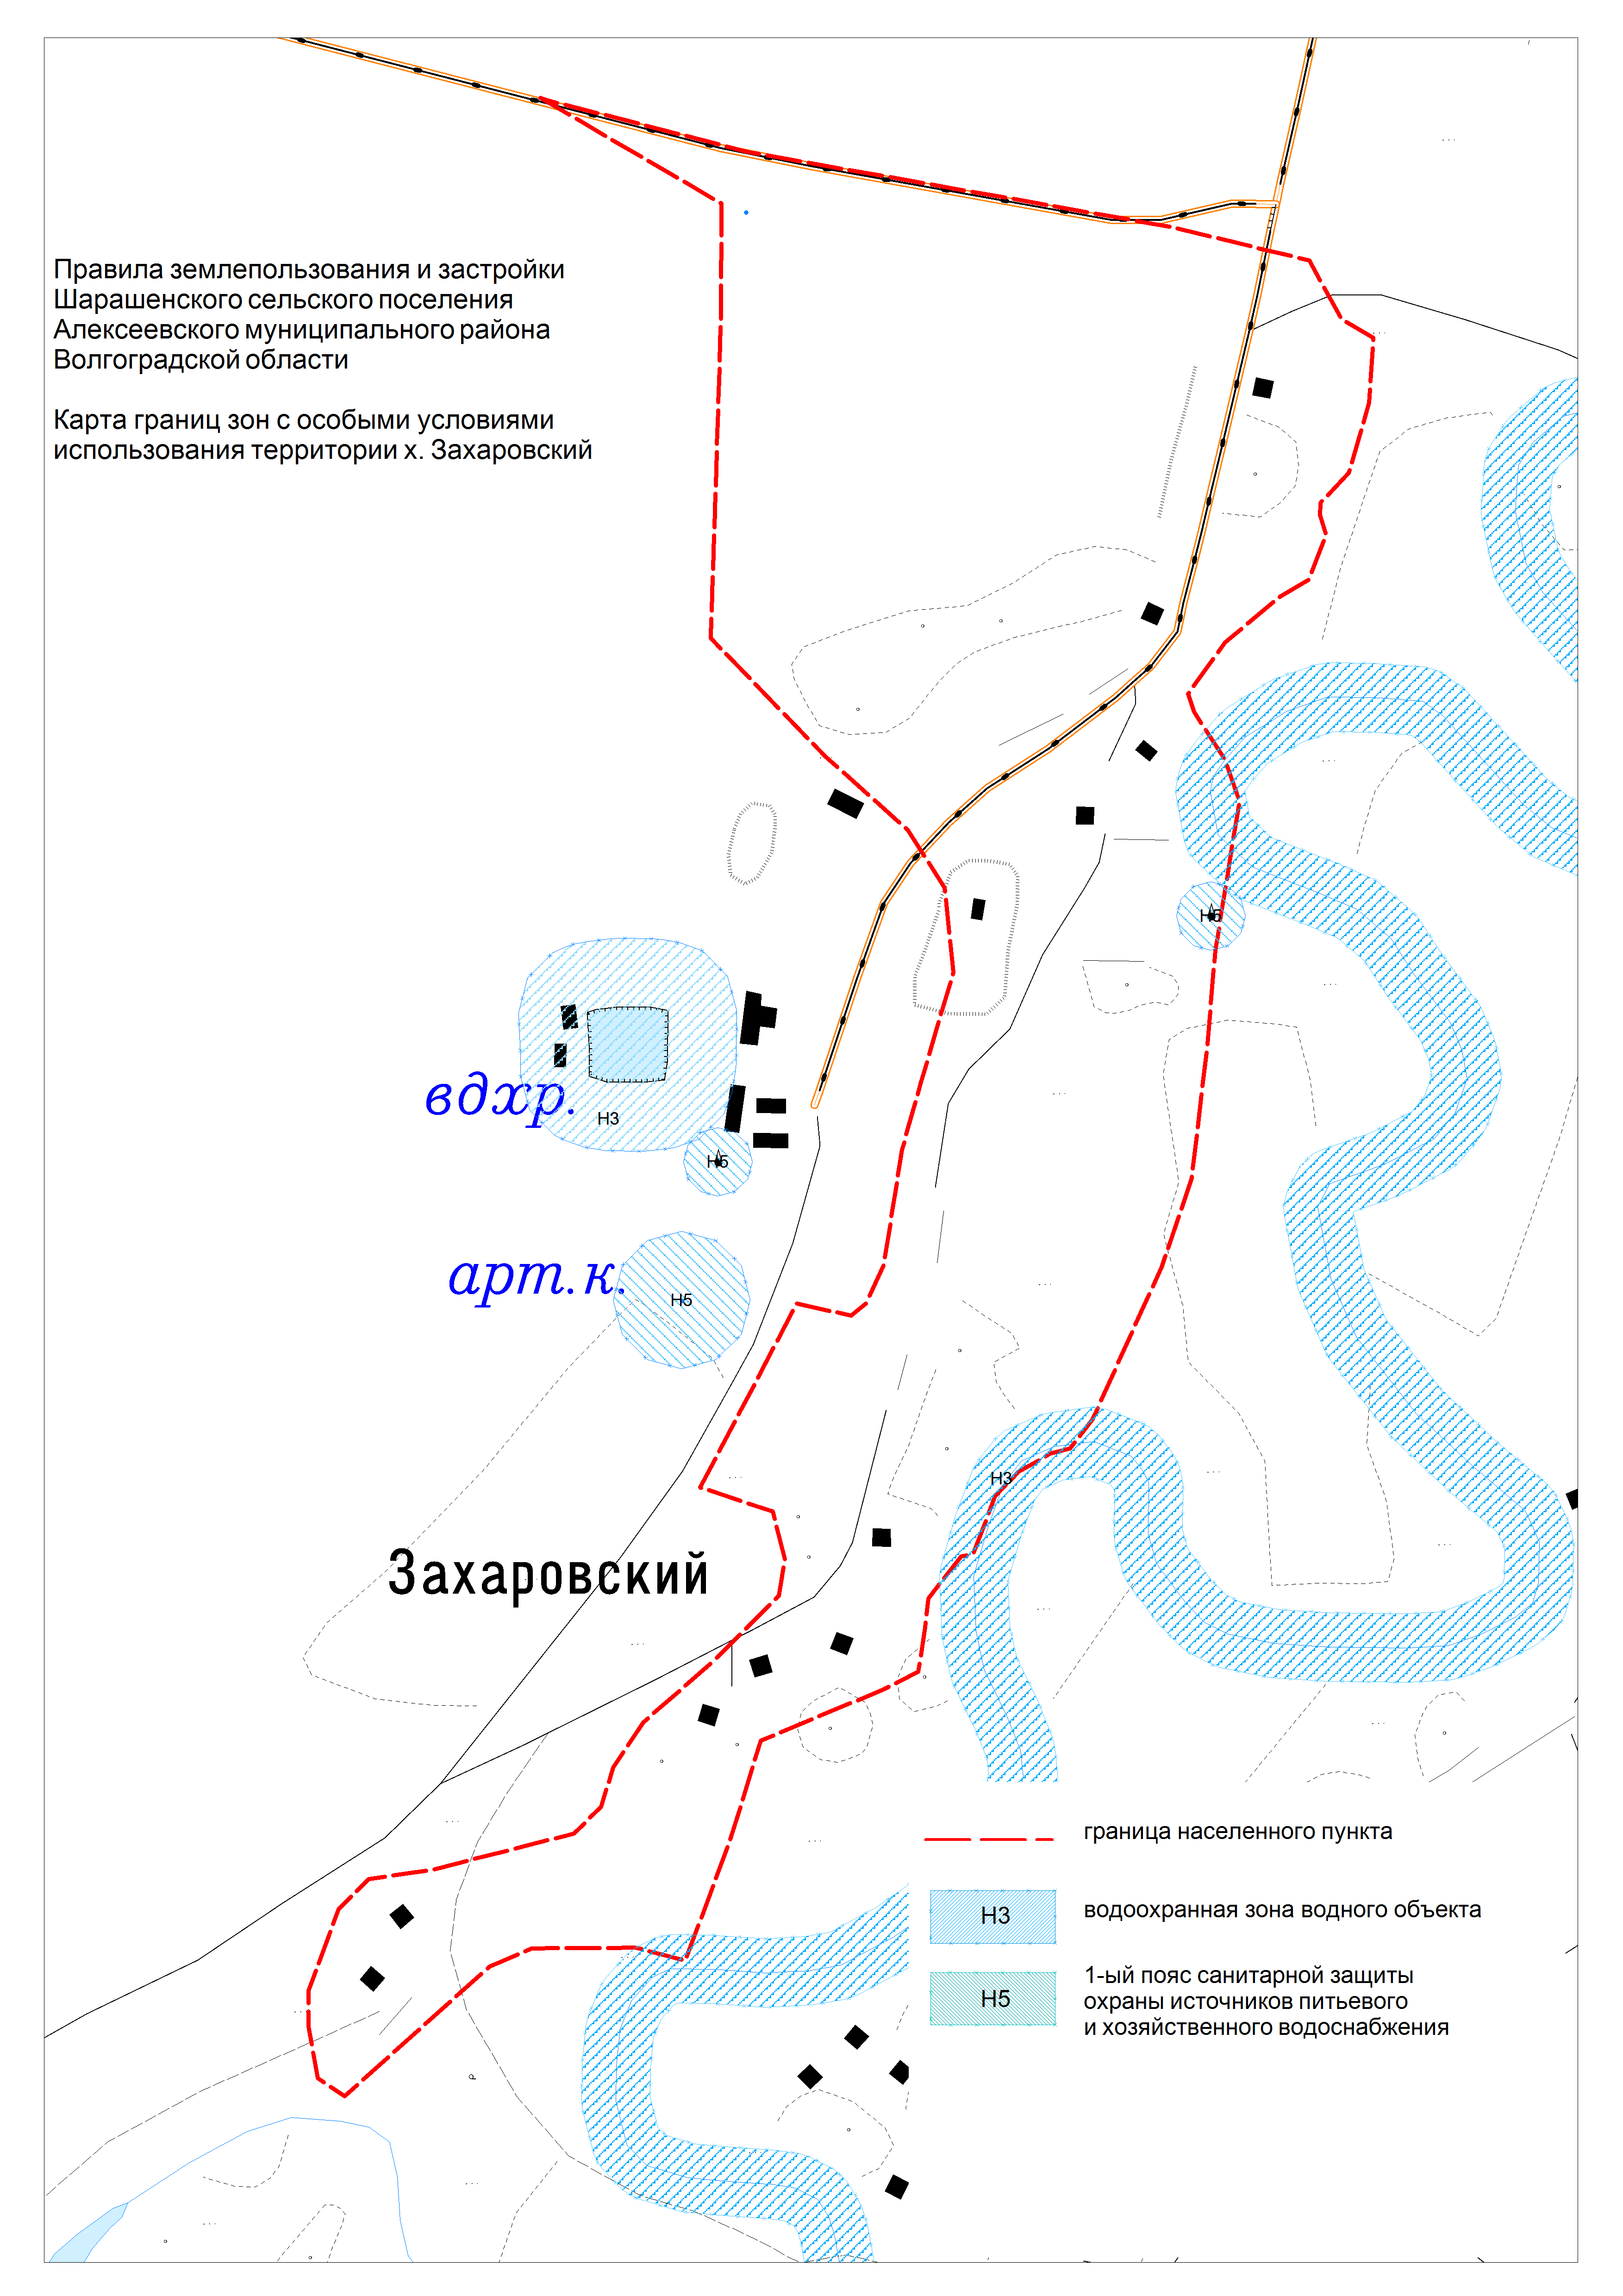 Правила землепользования и застройки
Шарашенского сельского поселения
Алексеевского муниципального района
Волгоградской области
Карта границ зон с особыми условиями
использования территории х. Захаровский
Н5
вдхр.
Н3
Н5
арт.к.
Н5
Н3
Захаровский
граница населенного пункта
Н3
водоохранная зона водного объекта
Н5
1-ый пояс санитарной защиты
охраны источников питьевого
и хозяйственного водоснабжения